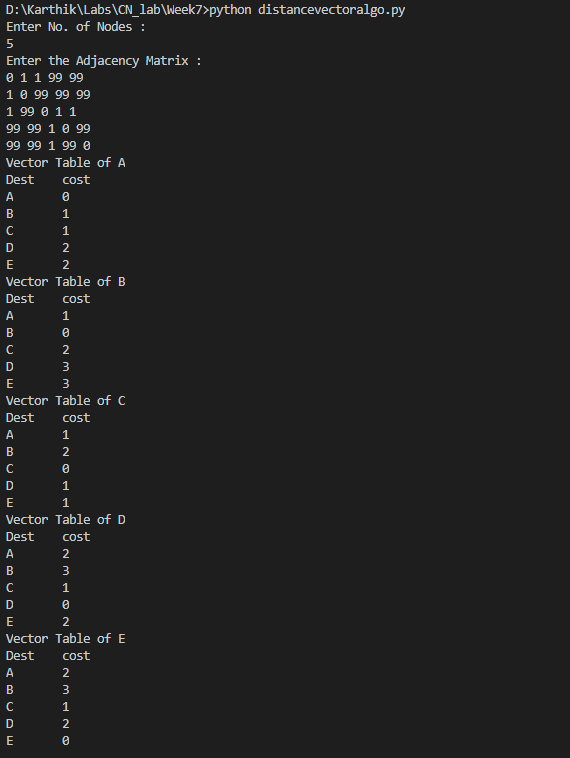 D:\Karthik\Labs\CN_lab\Week7>python distancevectoralgo.py
Enter No. of Nodes :
5
Enter the Adjacency Matrix :
0 1 1 99 99
1 0 99 99 99
1 99 0 1 1
99 99 1 0 99
99 99 1 99 0
Vector Table of A
Dest    cost
A       0
B       1
C       1
D       2
E       2
Vector Table of B
Dest    cost
A       1
B       0
C       2
D       3
E       3
Vector Table of C
Dest    cost
A       1
B       2
C       0
D       1
E       1
Vector Table of D
Dest    cost
A       2
B       3
C       1
D       0
E       2
Vector Table of E
Dest    cost
A       2
B       3
C       1
D       2
E       0